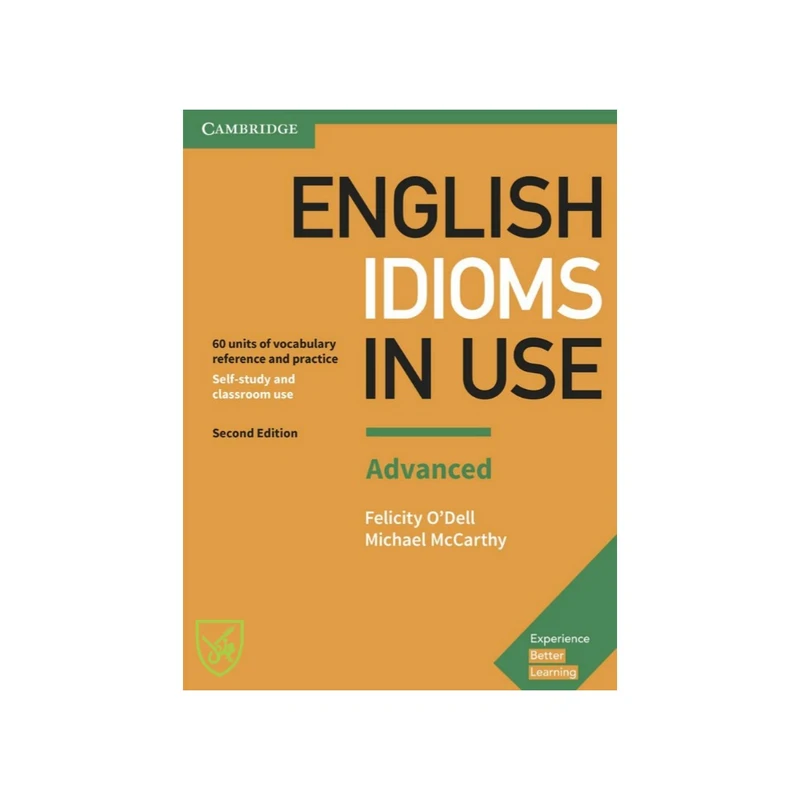 CAMBRIDGE
ENGLISH
IDIOMS
IN USE
60 units of vocabulary
reference and practice
Self-study and
classroom use
Second Edition
Advanced
Felicity O'Dell
Michael McCarthy
Experience
Better
Learning